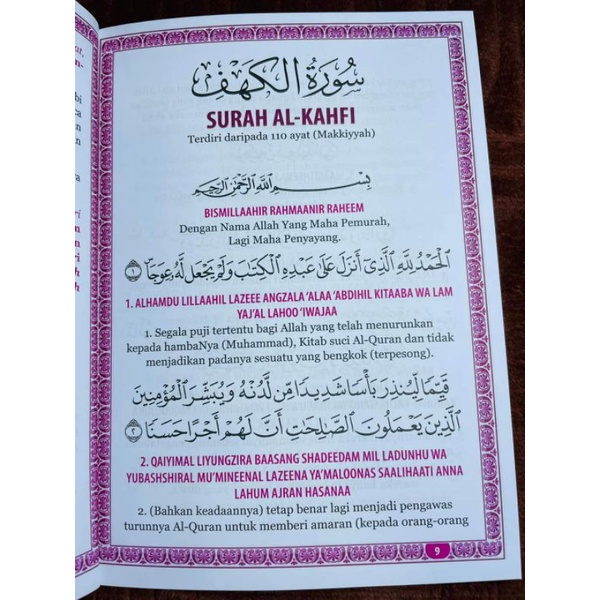 سُورَةُ الْكَهْفِ
SURAH AL-KAHFI
Terdiri daripada 110 ayat (Makkiyyah)
بِسْمِ اللَّهِ الرَّحْمَٰنِ الرَّحِيمِ
BISMILLAAHIR RAHMAANIR RAHEEM
Dengan Nama Allah Yang Maha Pemurah,
Lagi Maha Penyayang.
الْحَمْدُ لِلَّهِ الَّذِي أَنْزَلَ عَلَىٰ عَبْدِهِ الْكِتَابَ وَلَمْ يَجْعَلْ لَهُ عِوَجًا ١
1. ALHAMDU LILLAAHIL LAZEEE ANGZALA ‘ALAA ‘ABDIHIL KITAABA WA LAM
YAJ’AL LAHOO ‘IWAJAA
1. Segala puji tertentu bagi Allah yang telah menurunkan
kepada hambaNya (Muhammad), Kitab suci Al-Quran dan tidak
menjadikan padanya sesuatu yang bengkok (terpesong).
قَيِّمًا لِيُنْذِرَ بَأْسًا شَدِيدًا مِنْ لَدُنْهُ وَيُبَشِّرَ الْمُؤْمِنِينَ
الَّذِينَ يَعْمَلُونَ الصَّالِحَاتِ أَنَّ لَهُمْ أَجْرًا حَسَنًا ٢
2. QAIYIMAL LIYUNGZIRA BAASANG SHADEEDAM MIL LADUNHU WA
YUBASHSHIRAL MU’MINEENAL LAZEENA YA’MALOONAS SAALIHAATI ANNA
LAHUM AJRAN HASANAA
2. (Bahkan keadaannya) tetap benar lagi menjadi pengawas
turunnya Al-Quran untuk memberi amaran (kepada orang-orang
9